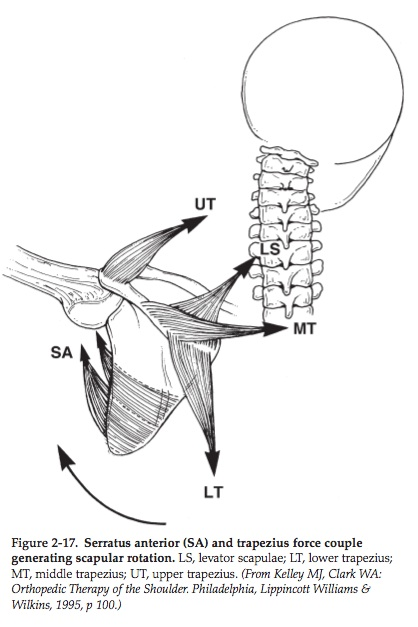 UT
LS
MT
SA
LT
Figure 2-17. Serratus anterior (SA) and trapezius force couple
generating scapular rotation. LS, levator scapulae; LT, lower trapezius;
MT, middle trapezius; UT, upper trapezius. (From Kelley MJ, Clark WA:
Orthopedic Therapy of the Shoulder. Philadelphia, Lippincott Williams &
Wilkins, 1995, p 100.)